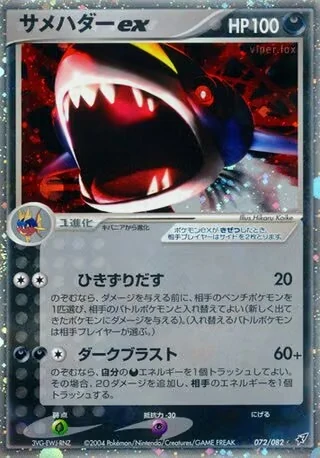 サメハダーex HP100
viper.fox
Illus.Hikaru Koike
1進化 キバニアから進化
ポケモンexがきぜつしたとき、
相手プレイヤーはサイドを2枚とります。
ひきずりだす 20
のぞむなら、ダメージを与える前に、相手のベンチポケモンを
1匹選び、相手のバトルポケモンと入れ替えてよい(新しく出
てきたポケモンにダメージを与える)。(入れ替えるバトルポケモン
は相手プレイヤーが選ぶ。)
ダークブラスト 60+
のぞむなら、自分のエネルギーを1個トラッシュしてよい。
その場合、20ダメージを追加し、相手のエネルギーを1個
トラッシュする。
弱点 抵抗力-30 にげる
3VG-EWJ-RNZ ©2004 Pokémon/Nintendo/Creatures/GAME FREAK 072/082